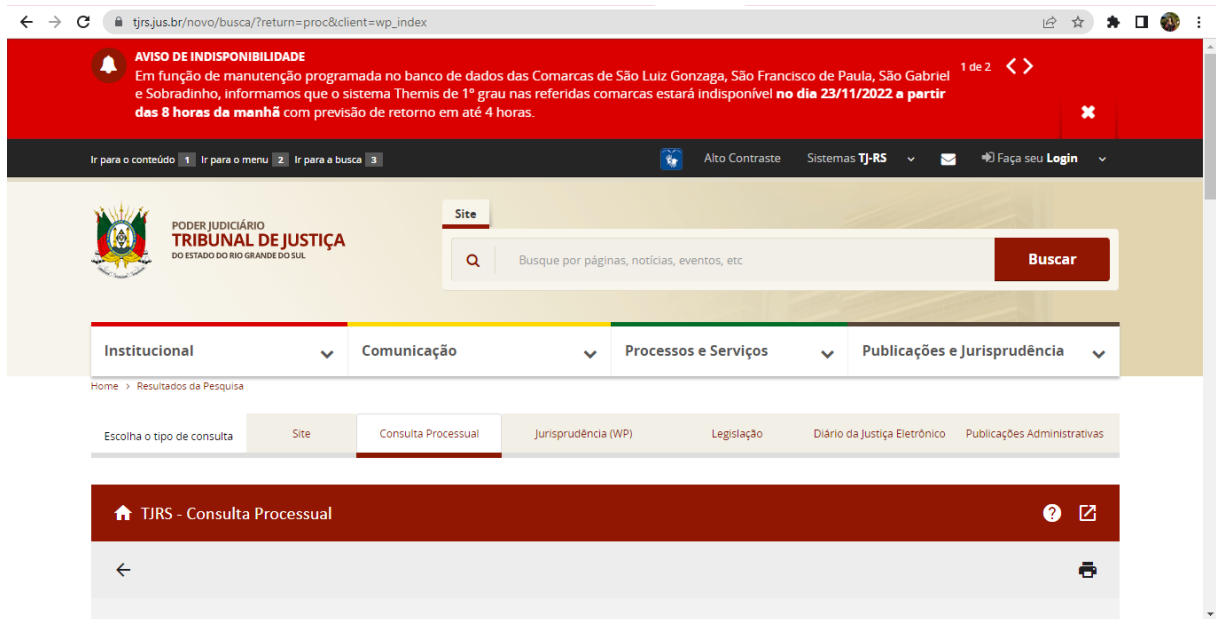 tjrs.jus.br/novo/busca/?return=proc&client=wp_index
AVISO DE INDISPONIBILIDADE
Em função de manutenção programada no banco de dados das Comarcas de São Luiz Gonzaga, São Francisco de Paula, São Gabriel
e Sobradinho, informamos que o sistema Themis de 1º grau nas referidas comarcas estará indisponível no dia 23/11/2022 a partir
das 8 horas da manhã com previsão de retorno em até 4 horas.
1 de 2
Ir para o conteúdo 1 Ir para o menu 2 Ir para a busca 3
Alto Contraste Sistemas TJ-RS Faça seu Login
PODER JUDICIÁRIO
TRIBUNAL DE JUSTIÇA
DO ESTADO DO RIO GRANDE DO SUL
Site
Busque por páginas, notícias, eventos, etc Buscar
Institucional Comunicação Processos e Serviços Publicações e Jurisprudência
Home > Resultados da Pesquisa
Escolha o tipo de consulta Site Consulta Processual Jurisprudência (WP) Legislação Diário da Justiça Eletrônico Publicações Administrativas
TJRS - Consulta Processual ?